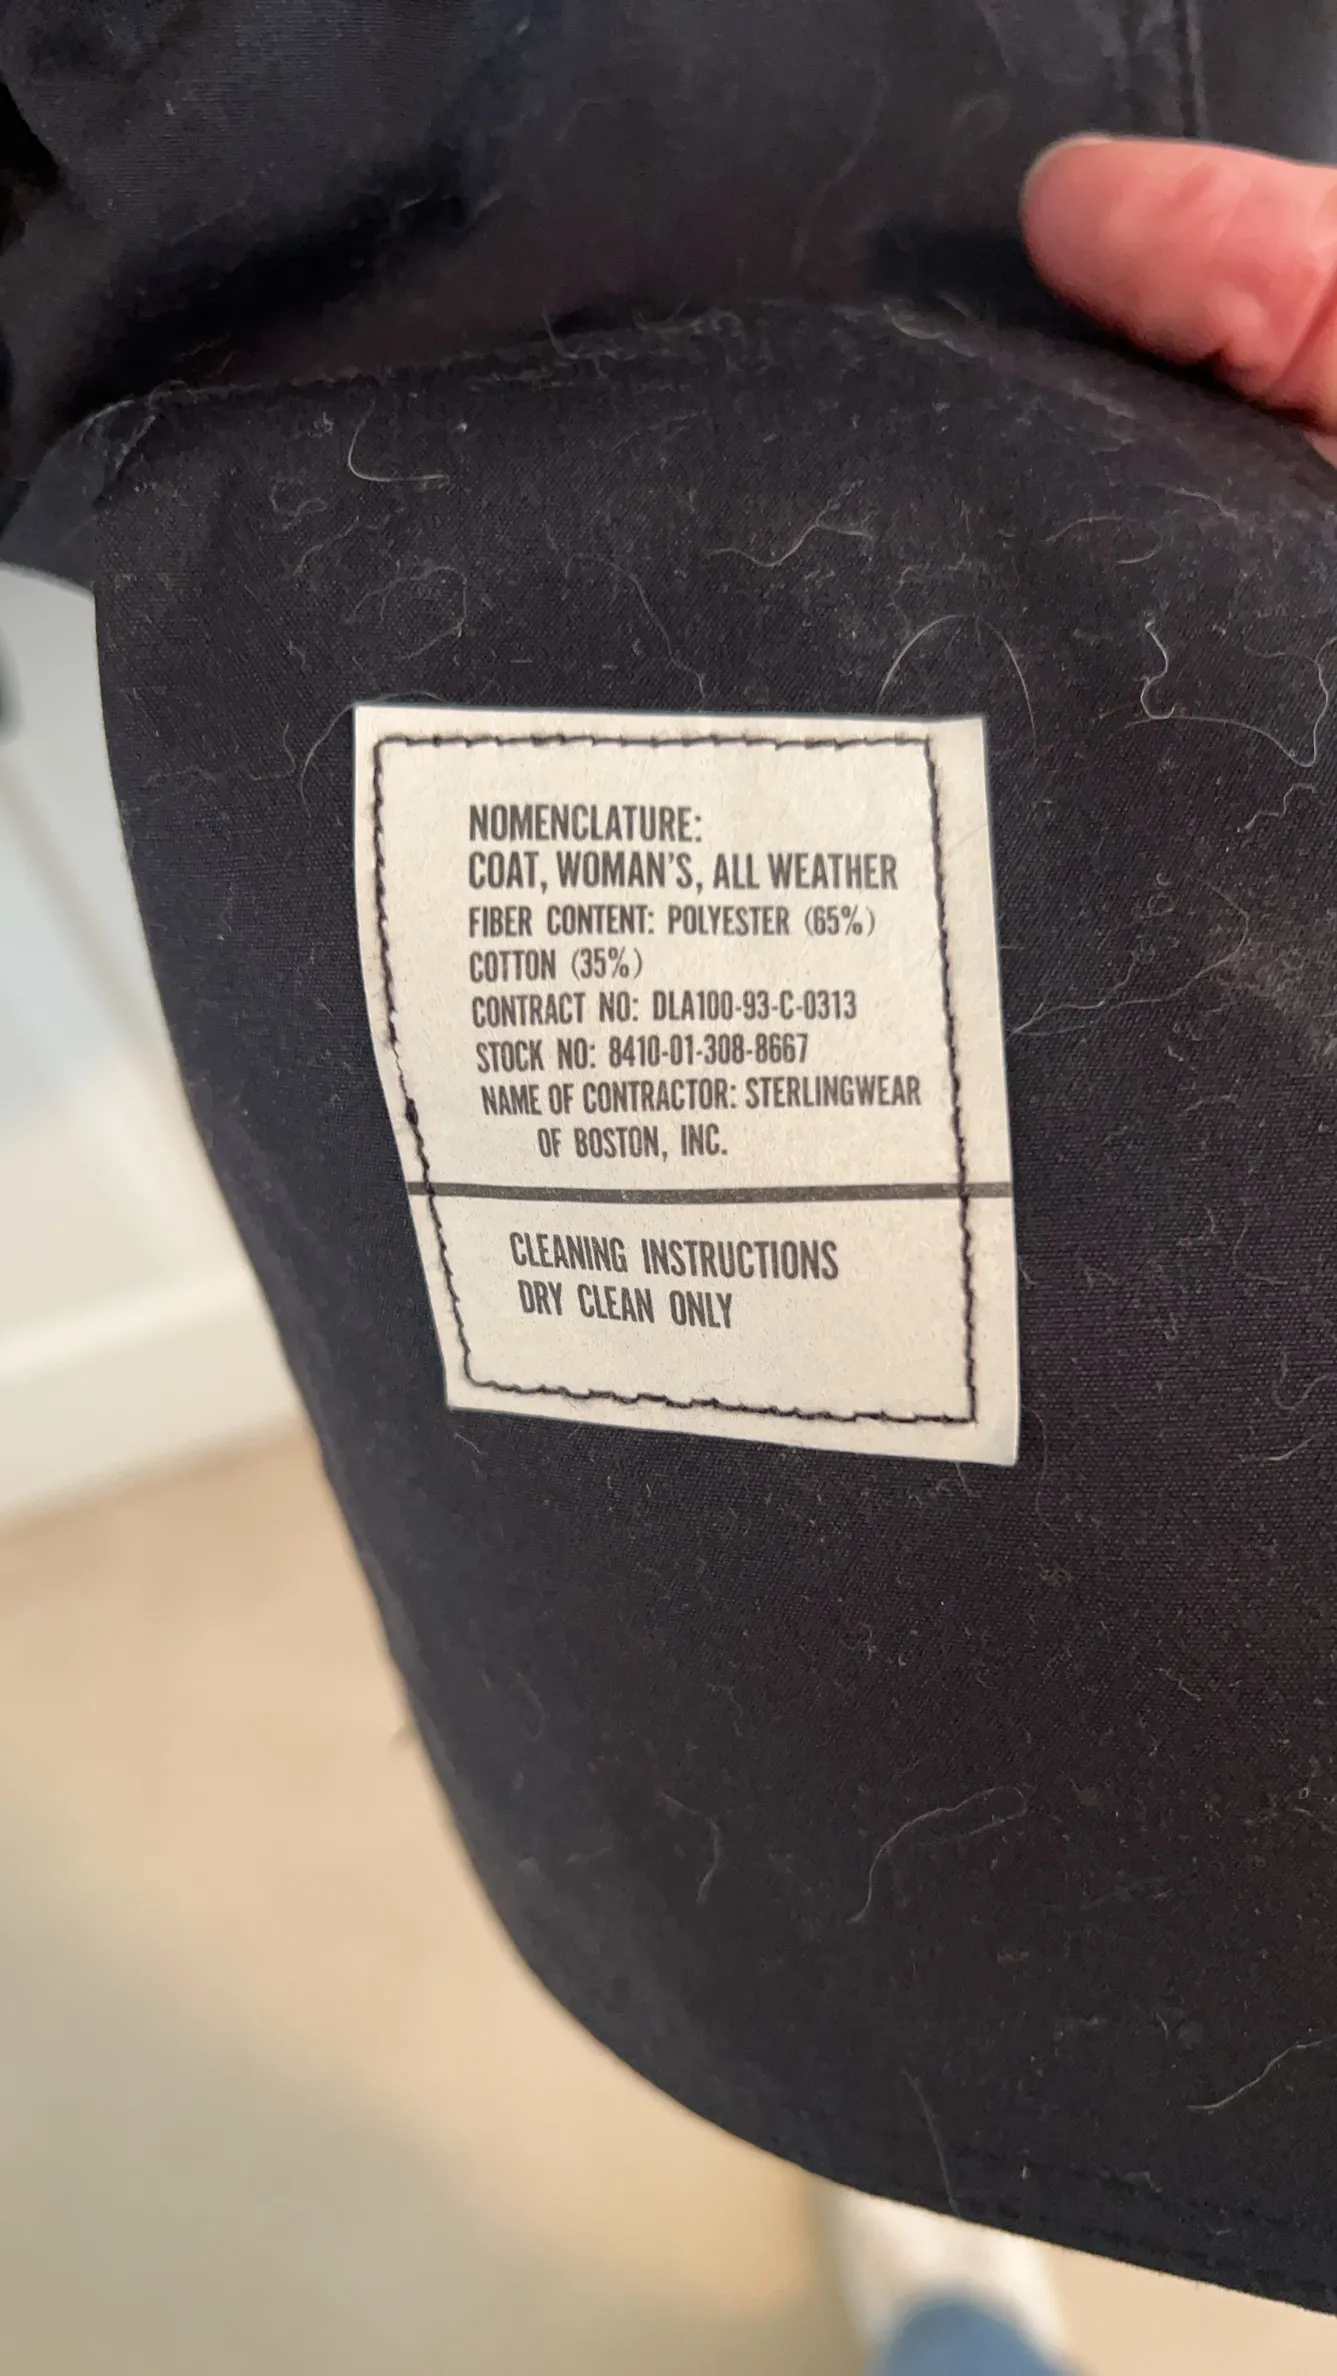 NOMENCLATURE:
COAT, WOMAN'S, ALL WEATHER
FIBER CONTENT: POLYESTER (65%)
COTTON (35%)
CONTRACT NO: DLA100-93-C-0313
STOCK NO: 8410-01-308-8667
NAME OF CONTRACTOR: STERLINGWEAR
OF BOSTON, INC.
CLEANING INSTRUCTIONS
DRY CLEAN ONLY